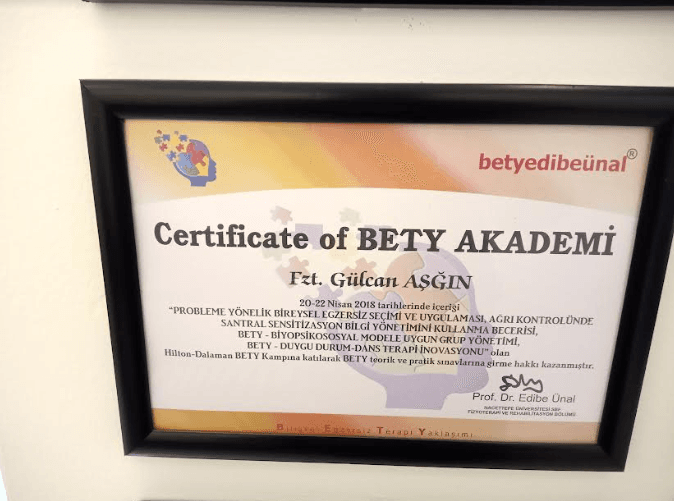 betyedibeünal®
Certificate of BETY AKADEMİ
Fzt. Gülcan AŞĞIN
20-22 Nisan 2018 tarihlerinde içeriği
“PROBLEME YÖNELİK BİREYSEL EGZERSİZ SEÇİMİ VE UYGULAMASI, AĞRI KONTROLÜNDE
SANTRAL SENSİTİZASYON BİLGİ YÖNETİMİNİ KULLANMA BECERİSİ,
BETY - BİYOPSİKOSOSYAL MODELE UYGUN GRUP YÖNETİMİ,
BETY - DUYGU DURUM-DANS TERAPİ İNOVASYONU” olan
Hilton-Dalaman BETY Kampına katılarak BETY teorik ve pratik sınavlarına girme hakkı kazanmıştır.
Prof. Dr. Edibe Ünal
HACETTEPE ÜNİVERSİTESİ SBF
FİZYOTERAPİ VE REHABİLİTASYON BÖLÜMÜ
Bilişsel Egzersiz Terapi Yaklaşımı